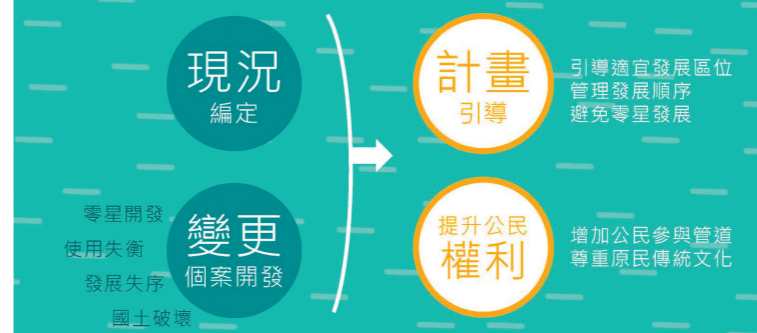 現況
編定
零星開發
使用失衡
發展失序
國土破壞
變更
個案開發
計畫
引導
引導適宜發展區位
管理發展順序
避免零星發展
提升公民
權利
增加公民參與管道
尊重原民傳統文化